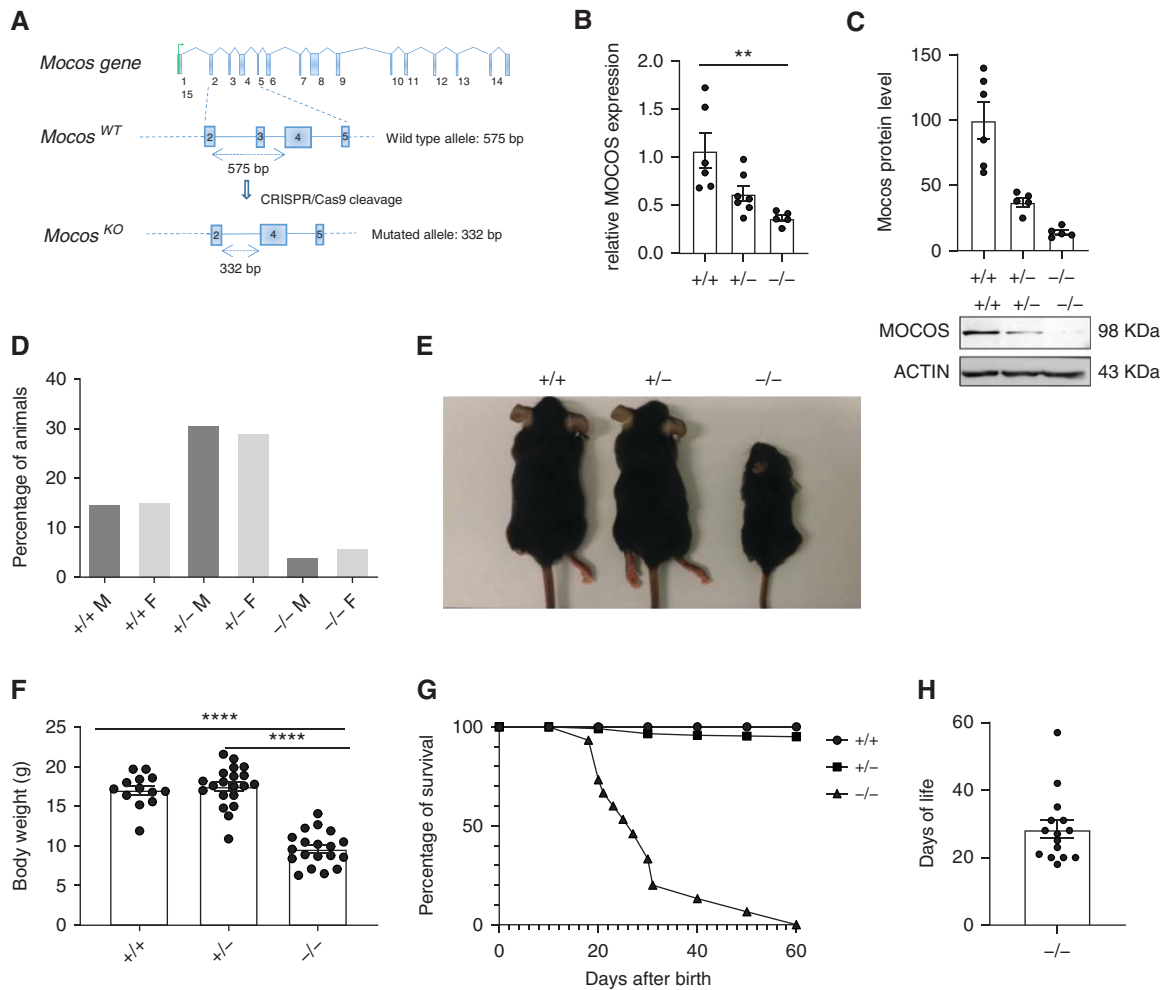 A
Mocos gene
1 2 3 4 5 6 7 8 9 10 11 12 13 14
15
Mocos WT
2 3 4 5
Wild type allele: 575 bp
575 bp
CRISPR/Cas9 cleavage
Mocos KO
2 4 5
Mutated allele: 332 bp
332 bp
B
**
relative MOCOS expression
2.0
1.5
1.0
0.5
0.0
+/+ +/− −/−
C
Mocos protein level
150
100
50
0
+/+ +/− −/−
+/+ +/− −/−
MOCOS 98 KDa
ACTIN 43 KDa
D
Percentage of animals
40
30
20
10
0
+/+ M +/+ F +/− M +/− F −/− M −/− F
E
+/+ +/− −/−
F
****
****
Body weight (g)
25
20
15
10
5
0
+/+ +/− −/−
G
Percentage of survival
100
50
0
0 20 40 60
Days after birth
+/+
+/−
−/−
H
Days of life
60
40
20
0
−/−